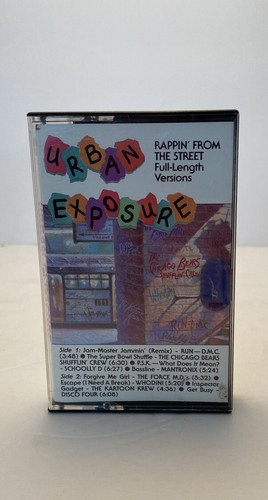 URBAN
EXPOSURE
RAPPIN' FROM
THE STREET
Full-Length
Versions
CHICAGO BEARS
RUN-D.M.C.
Side 1: Jam-Master Jammin' (Remix) – RUN—D.M.C.
(3:48) ● The Super Bowl Shuffle - THE CHICAGO BEARS
SHUFFLIN' CREW (6:30) ● P.S.K. — What Does it Mean?
- SCHOOLLY D (6:27) ● Bassline - MANTRONIX (5:24)
Side 2: Forgive Me Girl - THE FORCE M.D.'s (5:32) ●
Escape (I Need A Break) - WHODINI (5:20) ● Inspector
Gadget - THE KARTOON KREW (4:36) ● Get Busy -
DISCO FOUR (6:08)